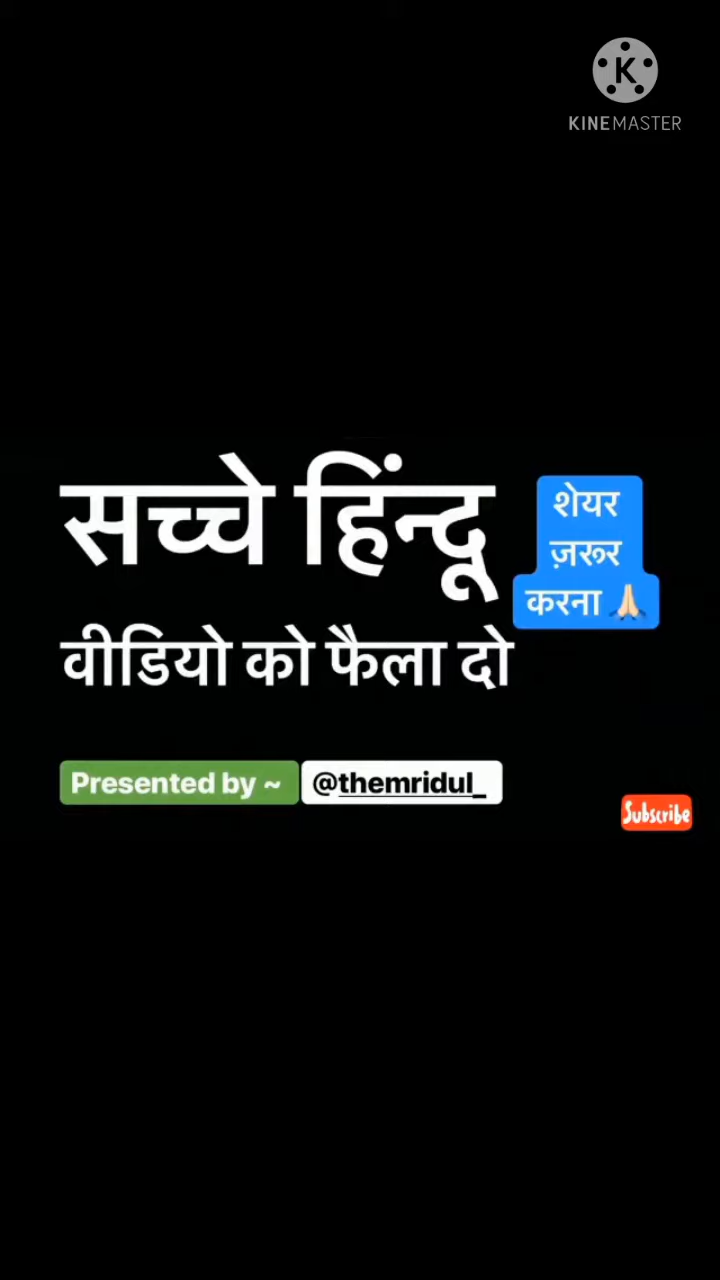 K
KINEMASTER
सच्चे हिंन्दू
शेयर
ज़रूर
करना 🙏🏻
वीडियो को फैला दो
Presented by ~ @themridul_
Subscribe